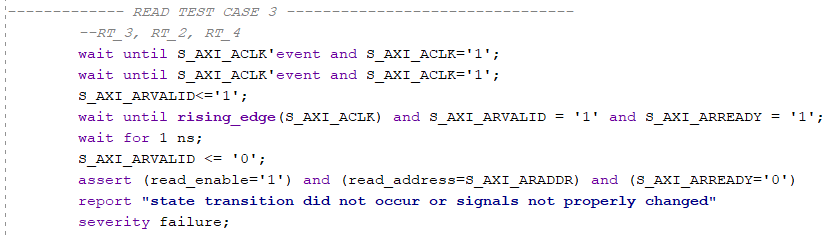 ------------- READ TEST CASE 3 --------------------------------
--RT_3, RT_2, RT_4
wait until S_AXI_ACLK'event and S_AXI_ACLK='1';
wait until S_AXI_ACLK'event and S_AXI_ACLK='1';
S_AXI_ARVALID<='1';
wait until rising_edge(S_AXI_ACLK) and S_AXI_ARVALID = '1' and S_AXI_ARREADY = '1';
wait for 1 ns;
S_AXI_ARVALID <= '0';
assert (read_enable='1') and (read_address=S_AXI_ARADDR) and (S_AXI_ARREADY='0')
report "state transition did not occur or signals not properly changed"
severity failure;